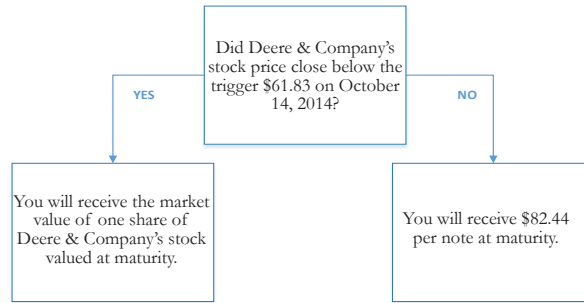 Did Deere & Company's
stock price close below the
trigger $61.83 on October
14, 2014?
YES
NO
You will receive the market
value of one share of
Deere & Company's stock
valued at maturity.
You will receive $82.44
per note at maturity.